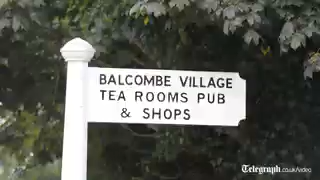 BALCOMBE VILLAGE
TEA ROOMS PUB
& SHOPS
Telegraph.co.uk/video